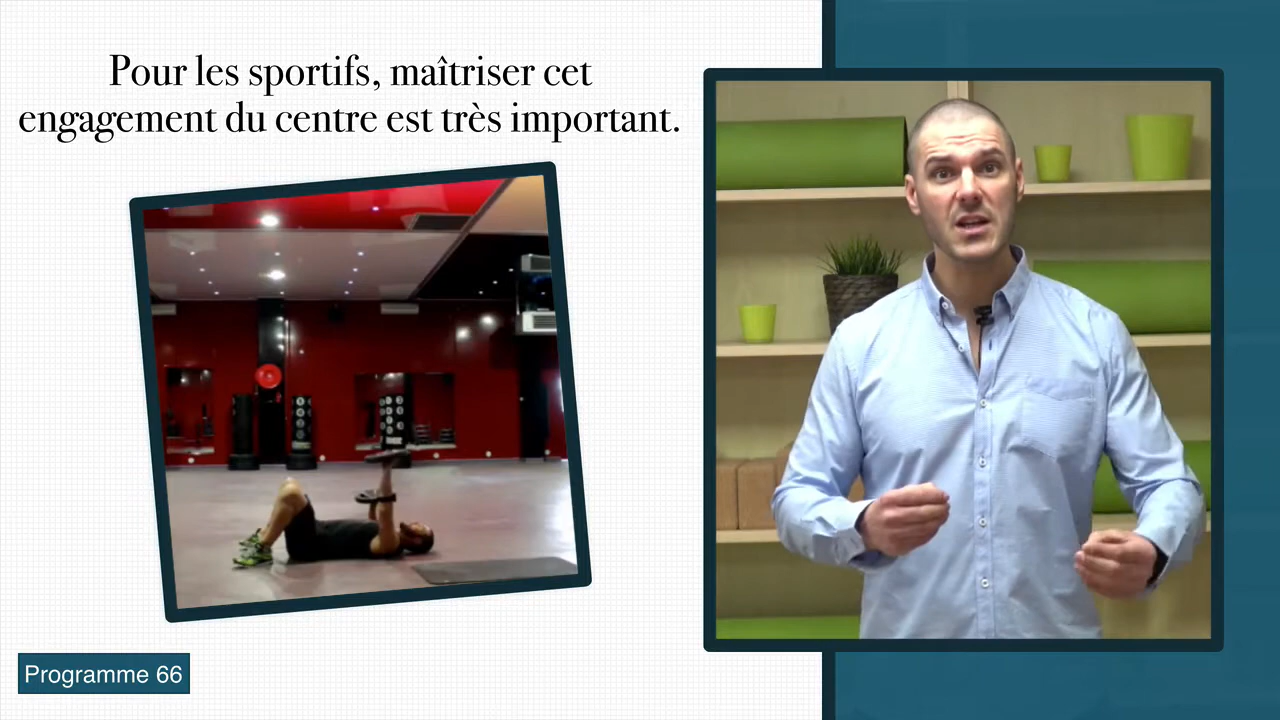 Pour les sportifs, maîtriser cet
engagement du centre est très important.
Programme 66